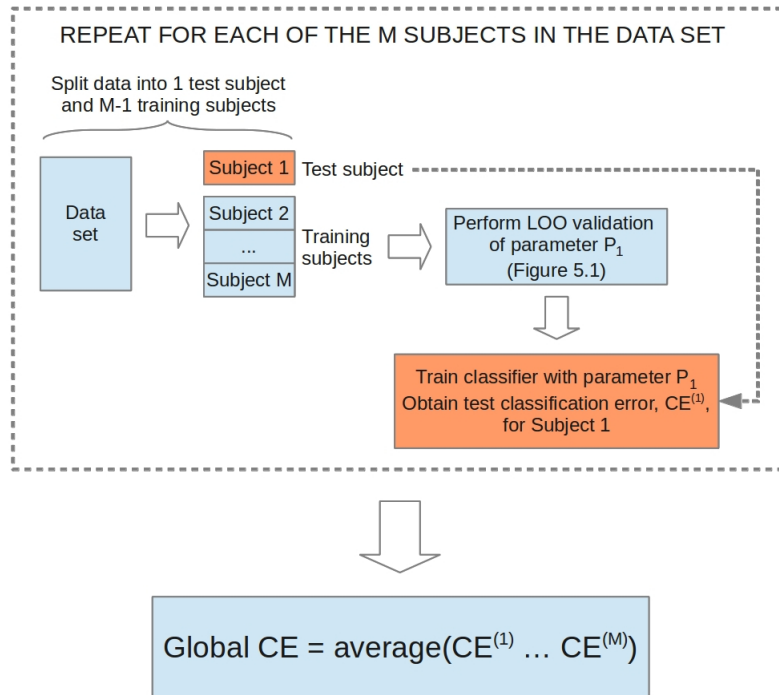 REPEAT FOR EACH OF THE M SUBJECTS IN THE DATA SET
Split data into 1 test subject
and M-1 training subjects
Data
set
Subject 1
Test subject
Subject 2
...
Subject M
Training
subjects
Perform LOO validation
of parameter P₁
(Figure 5.1)
Train classifier with parameter P₁
Obtain test classification error, CE⁽¹⁾,
for Subject 1
Global CE = average(CE⁽¹⁾ ... CE⁽ᴹ⁾)